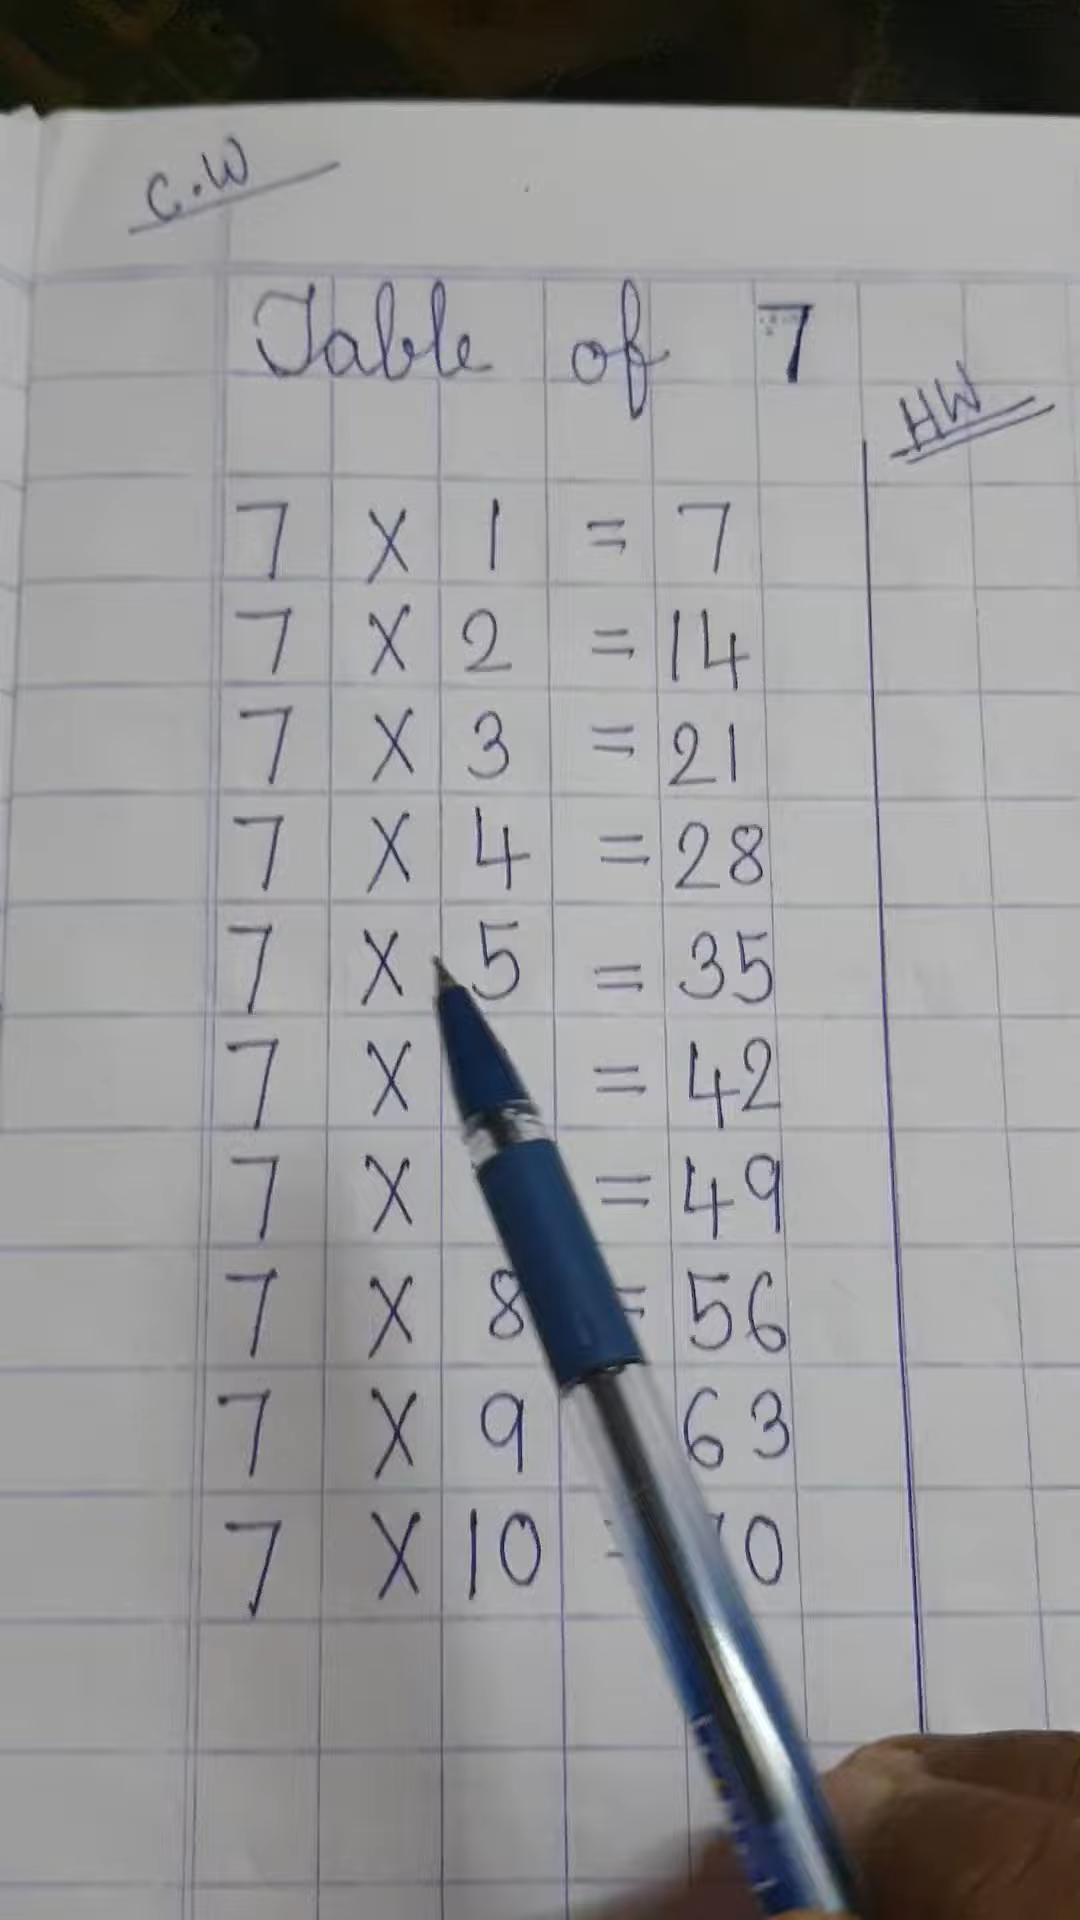 C.W
Table of 7
HW
7 X 1 = 7
7 X 2 = 14
7 X 3 = 21
7 X 4 = 28
7 X 5 = 35
7 X = 42
7 X = 49
7 X 8 = 56
7 X 9 63
7 X 10 = 0